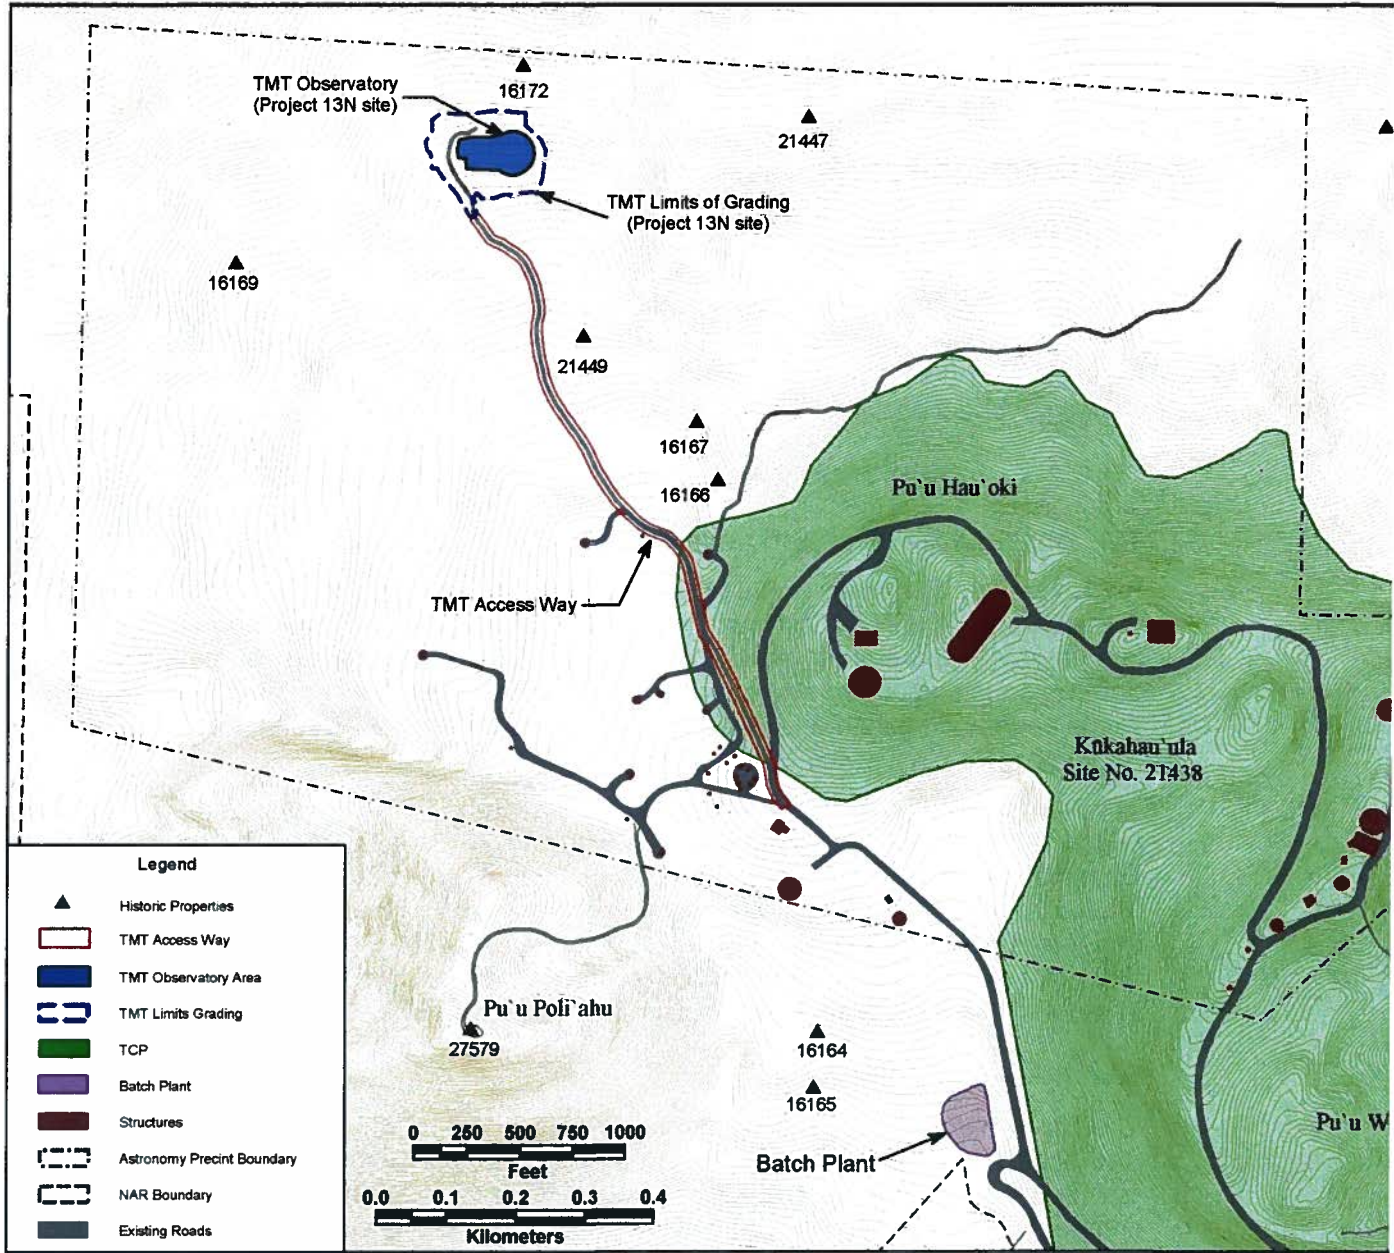 TMT Observatory
(Project 13N site)
16172
21447
TMT Limits of Grading
(Project 13N site)
16169
21449
16167
16166
Pu`u Hau`oki
TMT Access Way
Kūkahau`ula
Site No. 21438
Pu`u Poli`ahu
27579
16164
16165
Batch Plant
Pu`u W
0 250 500 750 1000
Feet
0.0 0.1 0.2 0.3 0.4
Kilometers
Legend
Historic Properties
TMT Access Way
TMT Observatory Area
TMT Limits Grading
TCP
Batch Plant
Structures
Astronomy Precint Boundary
NAR Boundary
Existing Roads